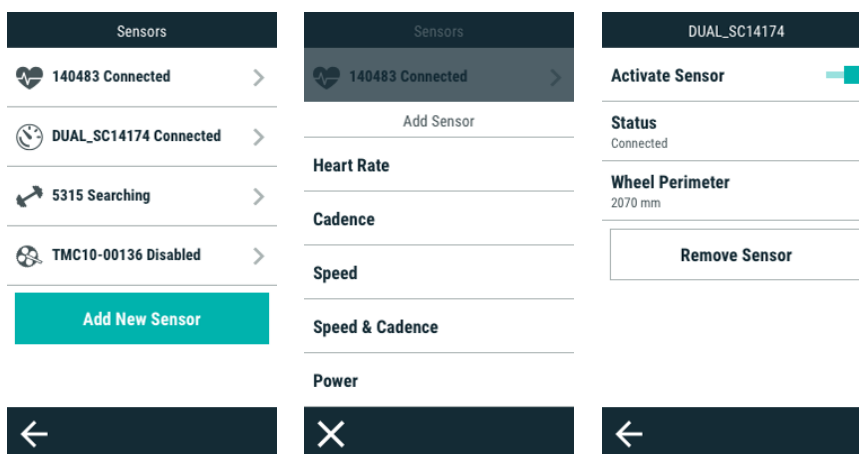 Sensors
140483 Connected
DUAL_SC14174 Connected
5315 Searching
TMC10-00136 Disabled
Add New Sensor
Sensors
140483 Connected
Add Sensor
Heart Rate
Cadence
Speed
Speed & Cadence
Power
DUAL_SC14174
Activate Sensor
Status
Connected
Wheel Perimeter
2070 mm
Remove Sensor